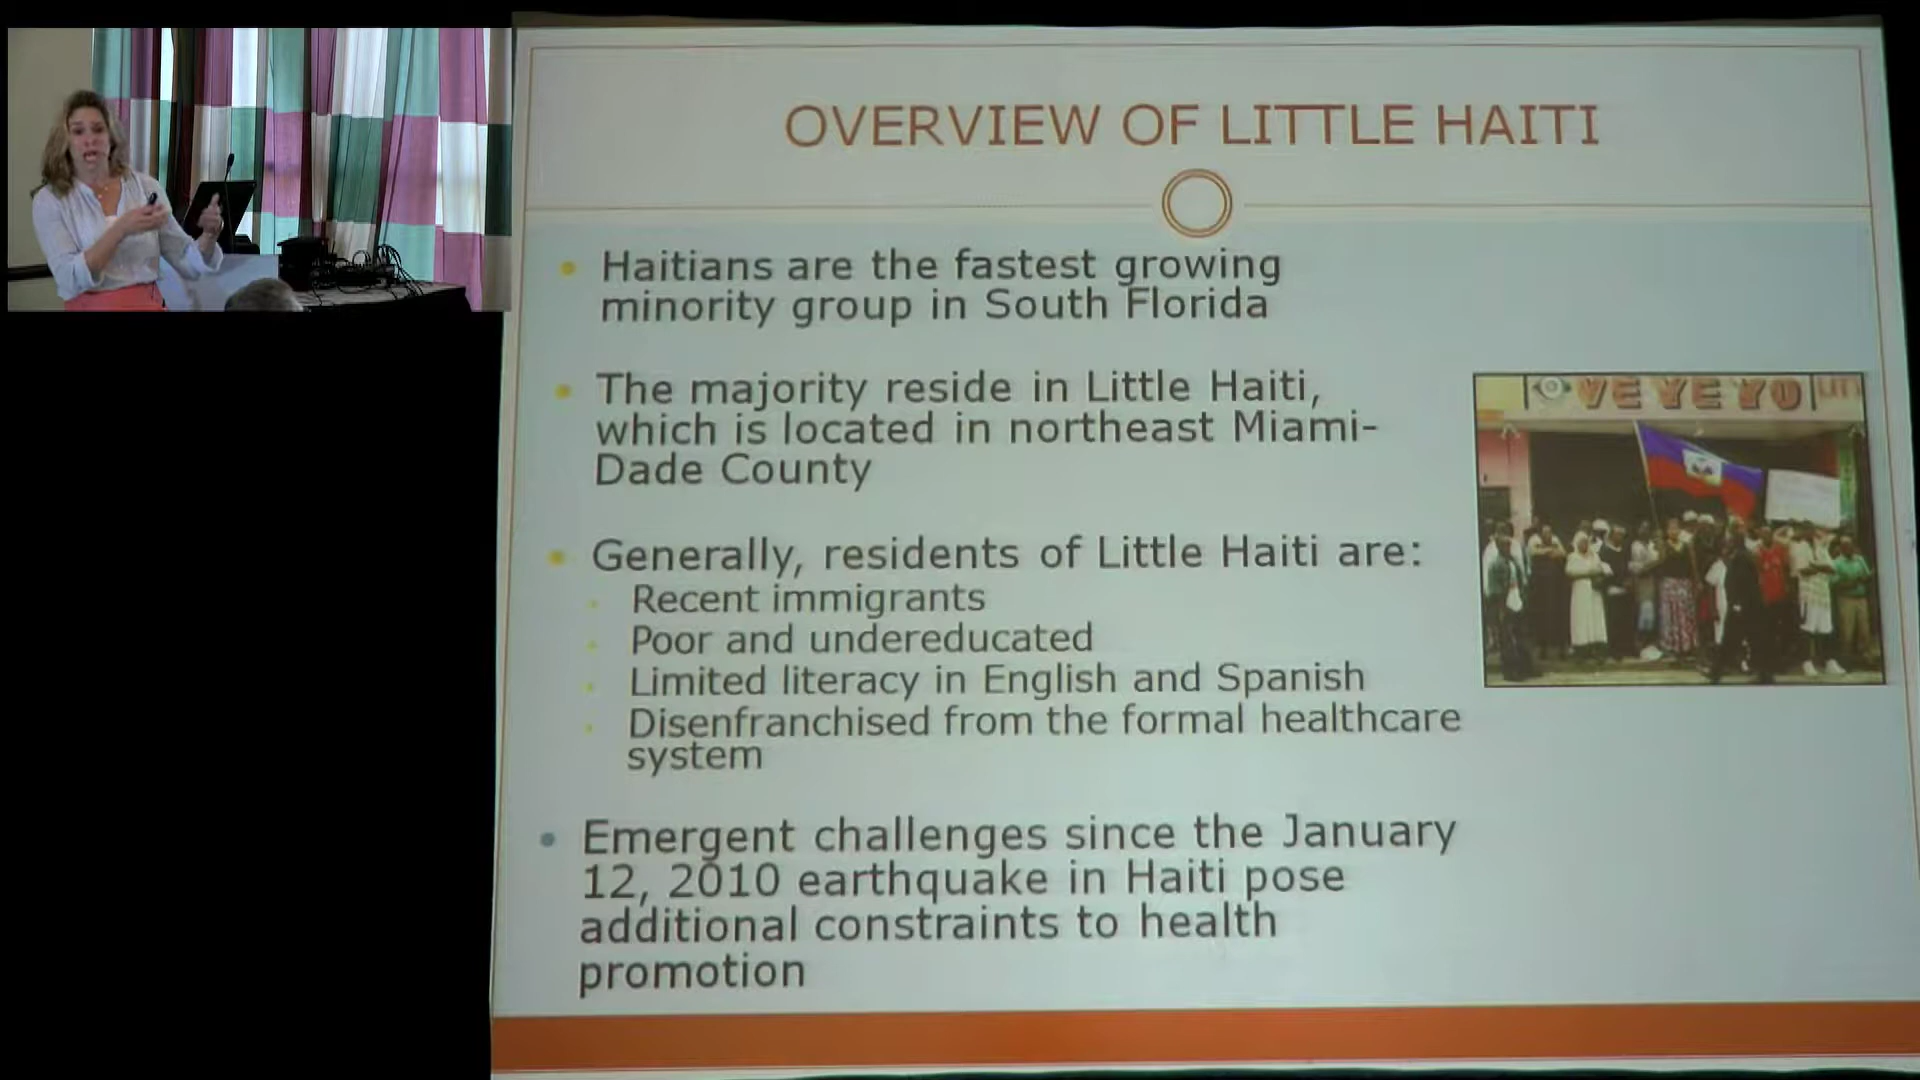 OVERVIEW OF LITTLE HAITI
Haitians are the fastest growing
minority group in South Florida
The majority reside in Little Haiti,
which is located in northeast Miami-
Dade County
Generally, residents of Little Haiti are:
Recent immigrants
Poor and undereducated
Limited literacy in English and Spanish
Disenfranchised from the formal healthcare
system
Emergent challenges since the January
12, 2010 earthquake in Haiti pose
additional constraints to health
promotion
VE YE YO